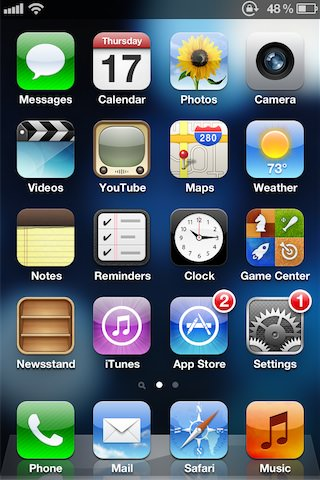 48 %
Thursday
17
Messages Calendar Photos Camera
280
73°
Videos YouTube Maps Weather
Notes Reminders Clock Game Center
2 1
Newsstand iTunes App Store Settings
Phone Mail Safari Music